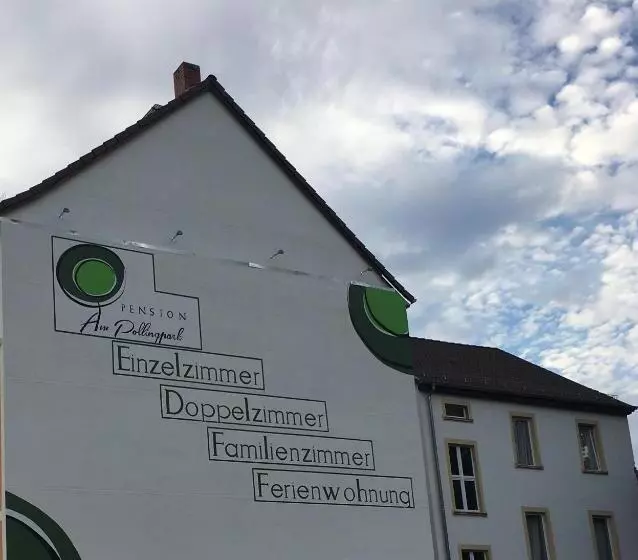 PENSION
Am Pollingpark
Einzelzimmer
Doppelzimmer
Familienzimmer
Ferienwohnung